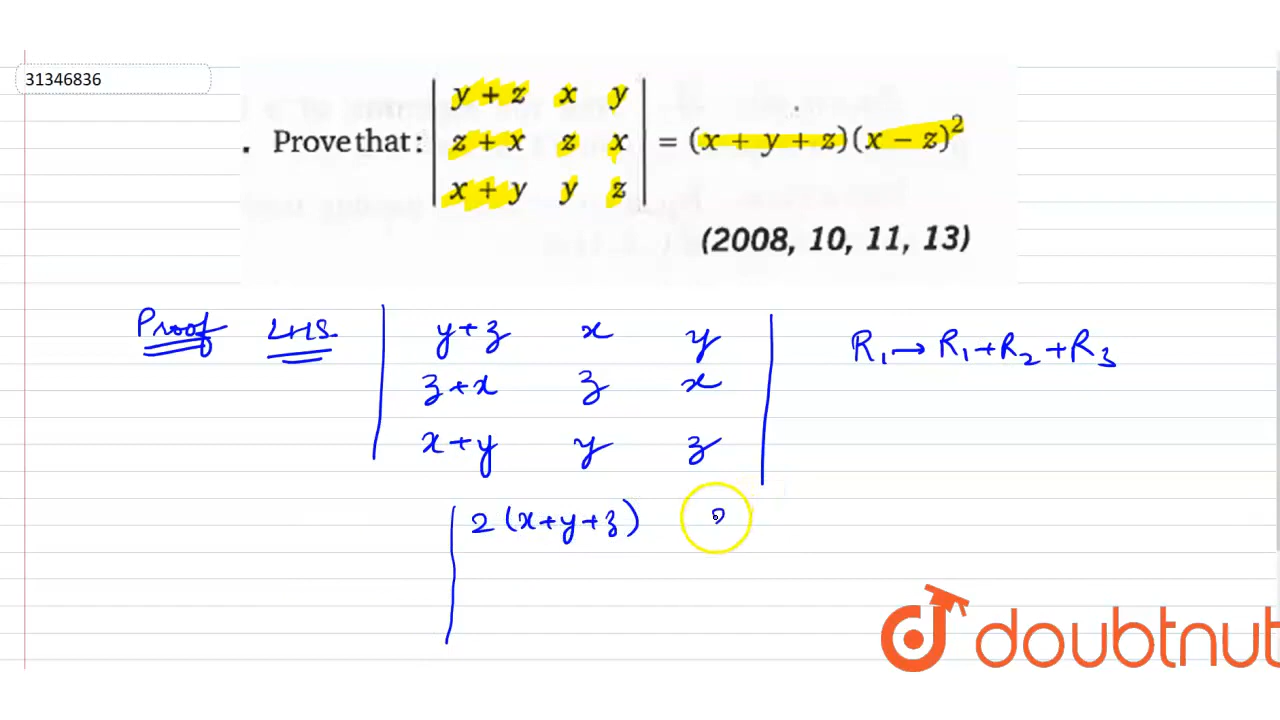 31346836
. Prove that : | y + z x y |
| z + x z x | = (x + y + z)(x − z)²
| x + y y z |
(2008, 10, 11, 13)
Proof LHS | y+z x y | R₁ → R₁+R₂+R₃
| z+x z x |
| x+y y z |
| 2(x+y+z)
doubtnut